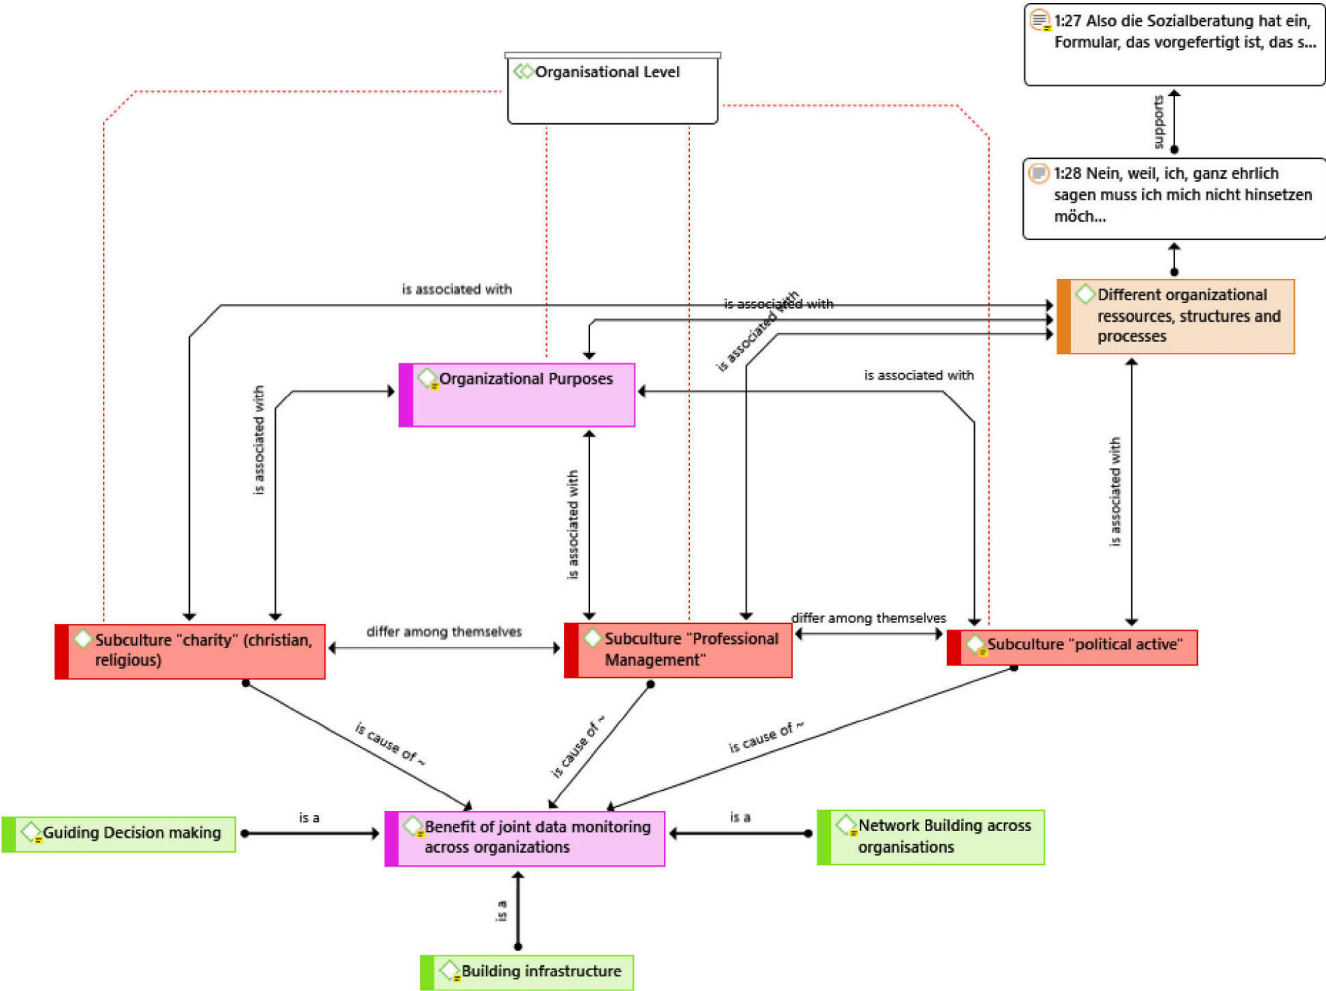 1:27 Also die Sozialberatung hat ein,
Formular, das vorgefertigt ist, das s...
Organisational Level
supports
1:28 Nein, weil, ich, ganz ehrlich
sagen muss ich mich nicht hinsetzen
möch...
is associated with
is associated with
is associated with
Different organizational
ressources, structures and
processes
Organizational Purposes
is associated with
is associated with
is associated with
is associated with
Subculture "charity" (christian,
religious)
differ among themselves
Subculture "Professional
Management"
differ among themselves
Subculture "political active"
is cause of ~
is cause of ~
is cause of ~
Guiding Decision making
is a
Benefit of joint data monitoring
across organizations
is a
Network Building across
organisations
is a
Building infrastructure